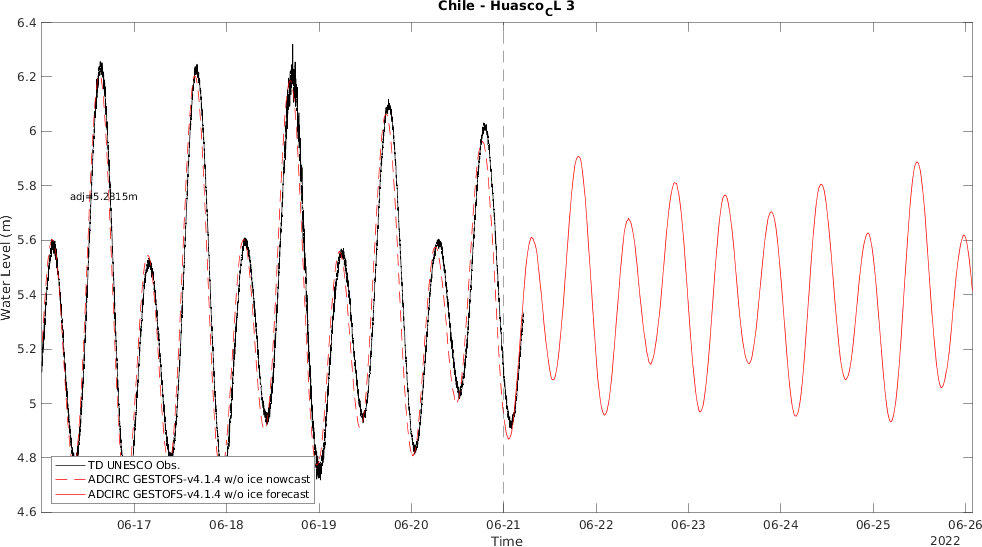 Chile - Huasco_CL 3
6.4
6.2
6
5.8
5.6
5.4
5.2
5
4.8
4.6
Water Level (m)
adj=5.2815m
TD UNESCO Obs.
ADCIRC GESTOFS-v4.1.4 w/o ice nowcast
ADCIRC GESTOFS-v4.1.4 w/o ice forecast
06-17 06-18 06-19 06-20 06-21 06-22 06-23 06-24 06-25 06-26
Time
2022